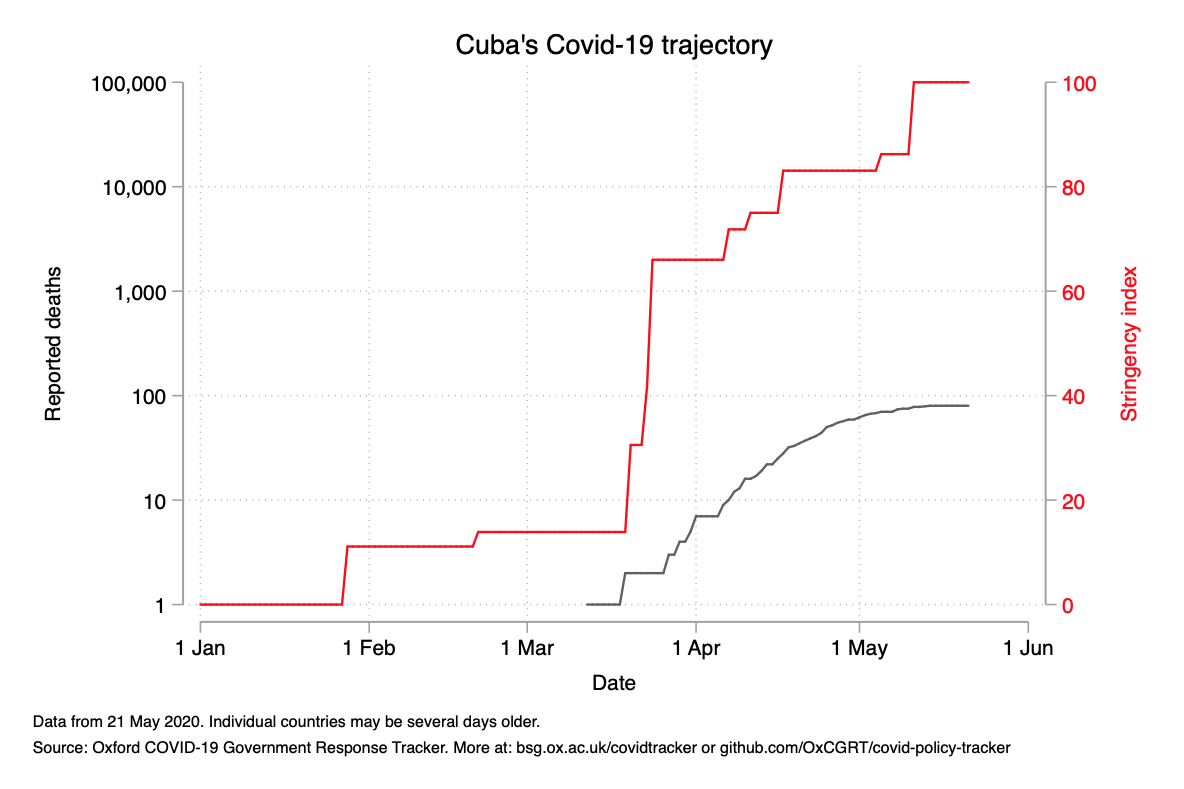 Cuba's Covid-19 trajectory
100,000
10,000
1,000
100
10
1
Reported deaths
100
80
60
40
20
0
Stringency index
1 Jan
1 Feb
1 Mar
1 Apr
1 May
1 Jun
Date
Data from 21 May 2020. Individual countries may be several days older.
Source: Oxford COVID-19 Government Response Tracker. More at: bsg.ox.ac.uk/covidtracker or github.com/OxCGRT/covid-policy-tracker